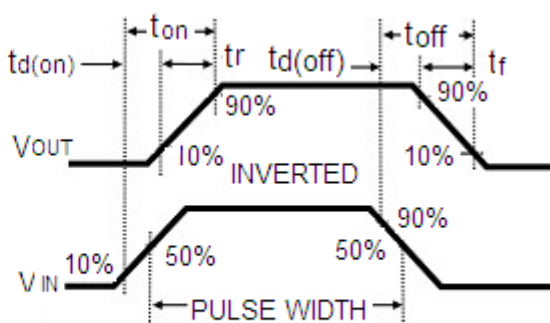 ton
toff
td(on)
tr
td(off)
tf
90%
90%
VOUT
10%
10%
INVERTED
90%
10%
50%
50%
VIN
PULSE WIDTH